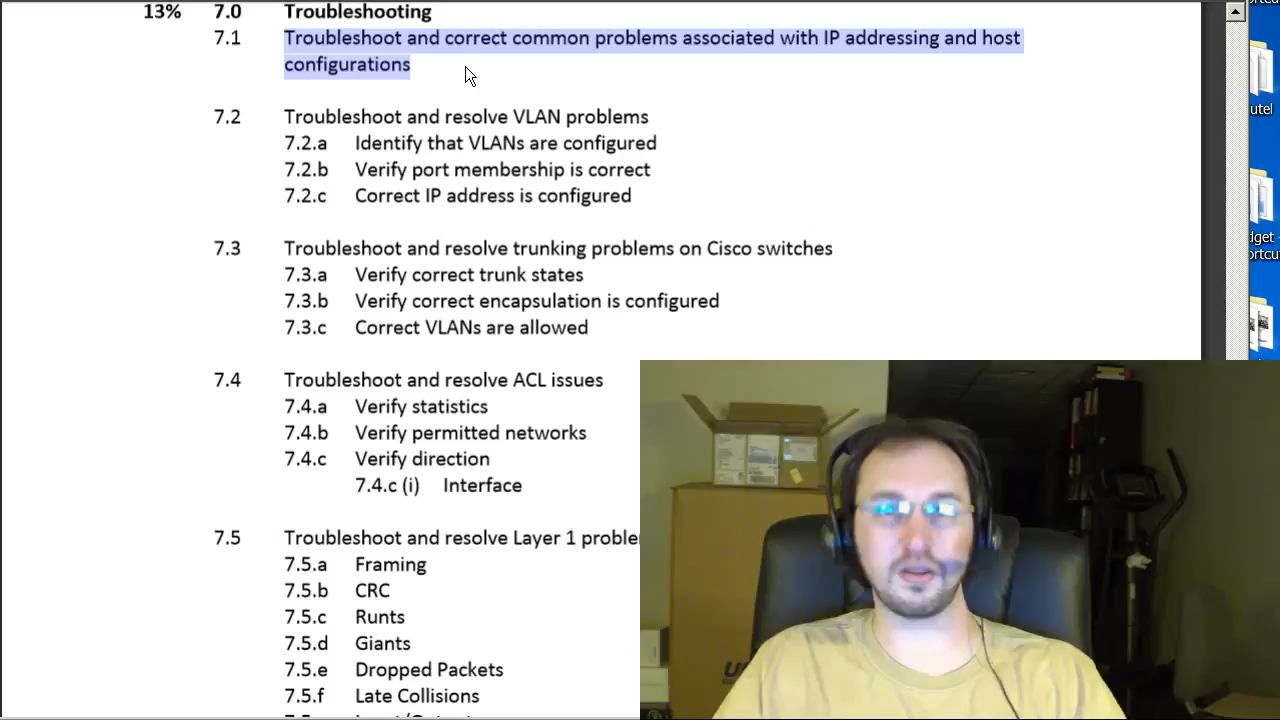 13% 7.0 Troubleshooting
7.1 Troubleshoot and correct common problems associated with IP addressing and host
configurations
7.2 Troubleshoot and resolve VLAN problems
7.2.a Identify that VLANs are configured
7.2.b Verify port membership is correct
7.2.c Correct IP address is configured
7.3 Troubleshoot and resolve trunking problems on Cisco switches
7.3.a Verify correct trunk states
7.3.b Verify correct encapsulation is configured
7.3.c Correct VLANs are allowed
7.4 Troubleshoot and resolve ACL issues
7.4.a Verify statistics
7.4.b Verify permitted networks
7.4.c Verify direction
7.4.c (i) Interface
7.5 Troubleshoot and resolve Layer 1
7.5.a Framing
7.5.b CRC
7.5.c Runts
7.5.d Giants
7.5.e Dropped Packets
7.5.f Late Collisions